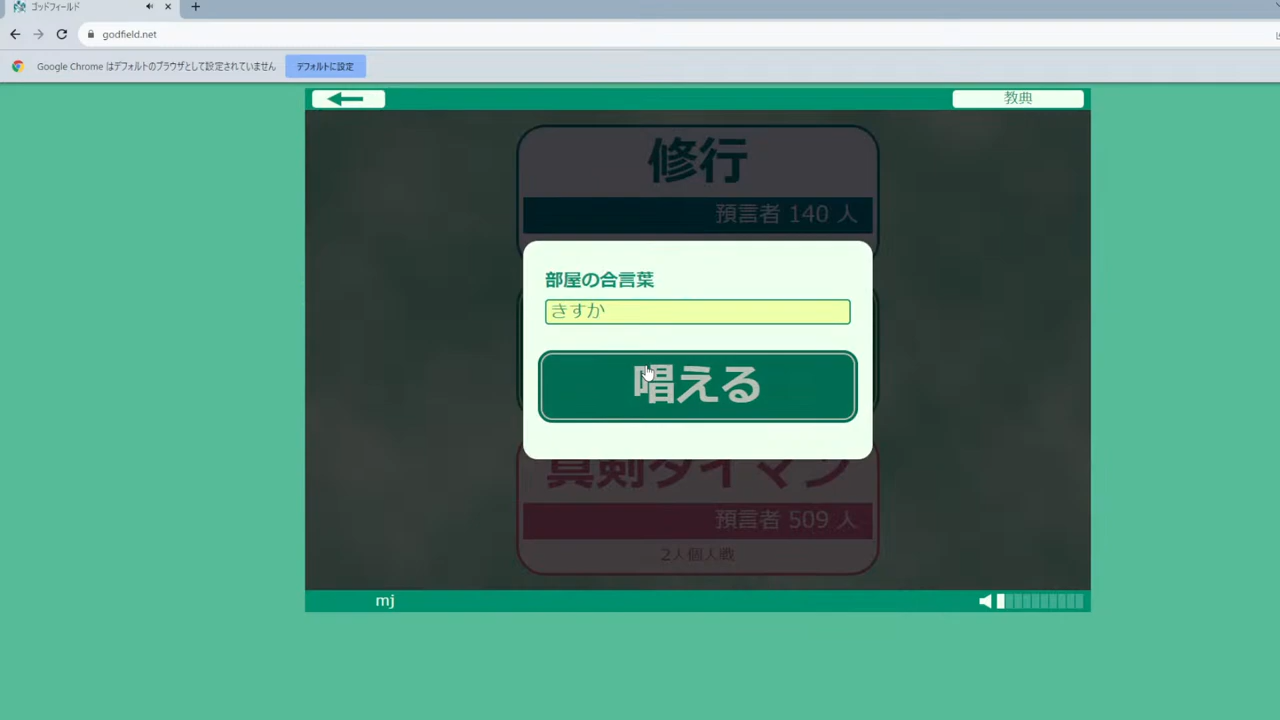 ゴッドフィールド
godfield.net
Google Chrome はデフォルトのブラウザとして設定されていません
デフォルトに設定
教典
修行
預言者 140 人
部屋の合言葉
きすか
唱える
真剣タイマン
預言者 509 人
2人個人戦
mj